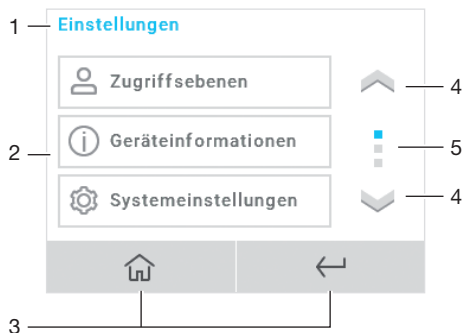 1 Einstellungen
Zugriffsebenen 4
2 Geräteinformationen 5
Systemeinstellungen 4
3